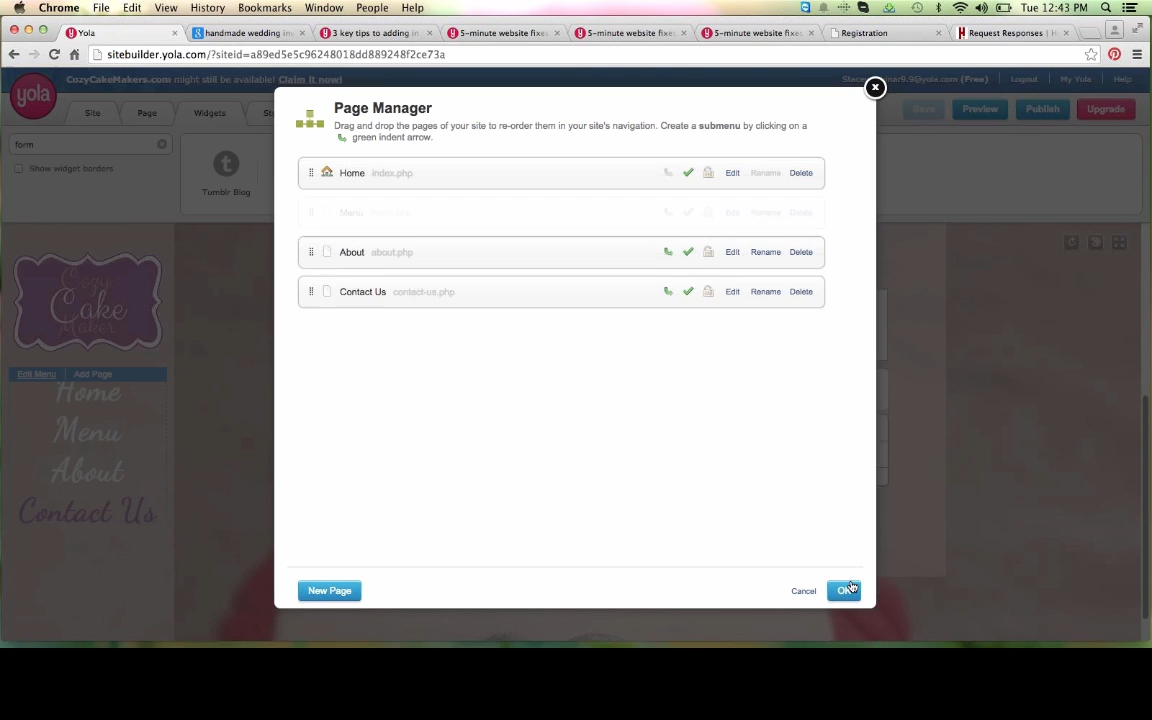 Chrome File Edit View History Bookmarks Window People Help Tue 12:43 PM
Yola handmade wedding in 3 key tips to adding in 5-minute website fixes 5-minute website fixes 5-minute website fixes Registration Request Responses | H
sitebuilder.yola.com/?siteid=a89ed5e5c96248018dd889248f2ce73a
CozyCakeMakers.com might still be available! Claim it now! (Free) Logout My Yola Help
yola Site Page Widgets Save Preview Publish Upgrade
form
Show widget borders
Tumblr Blog
Page Manager
Drag and drop the pages of your site to re-order them in your site's navigation. Create a submenu by clicking on a
green indent arrow.
Home index.php Edit Rename Delete
Menu Edit Rename Delete
About about.php Edit Rename Delete
Contact Us contact-us.php Edit Rename Delete
Cozy
Cake
Maker
Edit Menu Add Page
Home
Menu
About
Contact Us
New Page Cancel OK